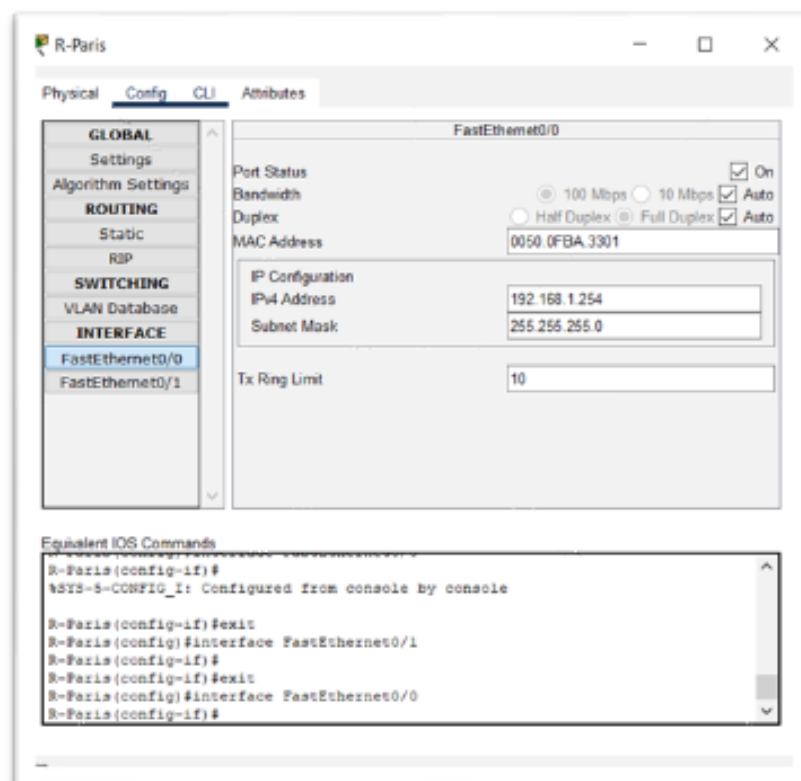 R-Paris
Physical Config CLI Attributes
GLOBAL
Settings
Algorithm Settings
ROUTING
Static
RIP
SWITCHING
VLAN Database
INTERFACE
FastEthernet0/0
FastEthernet0/1
FastEthernet0/0
Port Status On
Bandwidth 100 Mbps 10 Mbps Auto
Duplex Half Duplex Full Duplex Auto
MAC Address 0050.0FBA.3301
IP Configuration
IPv4 Address 192.168.1.254
Subnet Mask 255.255.255.0
Tx Ring Limit 10
Equivalent IOS Commands
R-Paris(config-if)#
%SYS-5-CONFIG_I: Configured from console by console
R-Paris(config-if)#exit
R-Paris(config)#interface FastEthernet0/1
R-Paris(config-if)#
R-Paris(config-if)#exit
R-Paris(config)#interface FastEthernet0/0
R-Paris(config-if)#